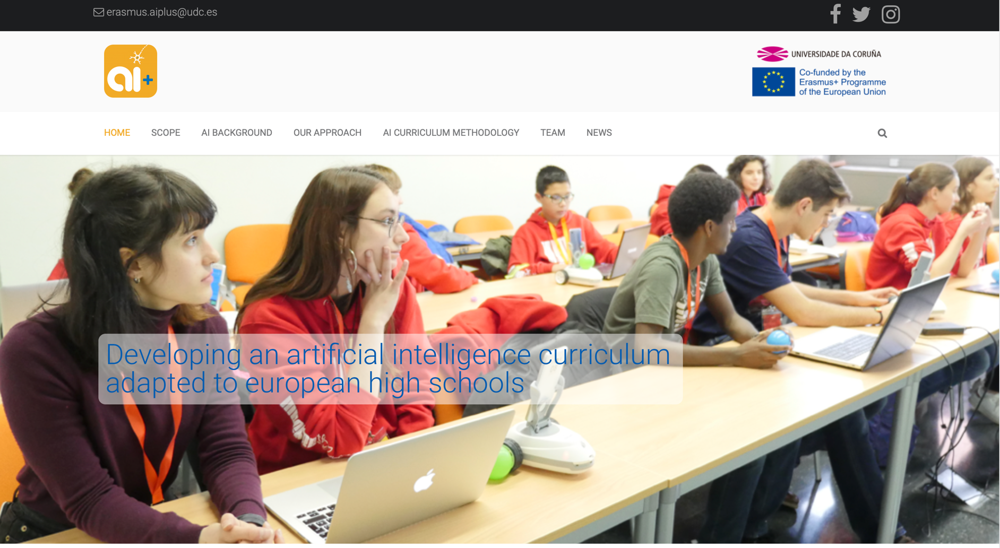 erasmus.aiplus@udc.es
ai+
UNIVERSIDADE DA CORUÑA
Co-funded by the
Erasmus+ Programme
of the European Union
HOME SCOPE AI BACKGROUND OUR APPROACH AI CURRICULUM METHODOLOGY TEAM NEWS
Developing an artificial intelligence curriculum
adapted to european high schools